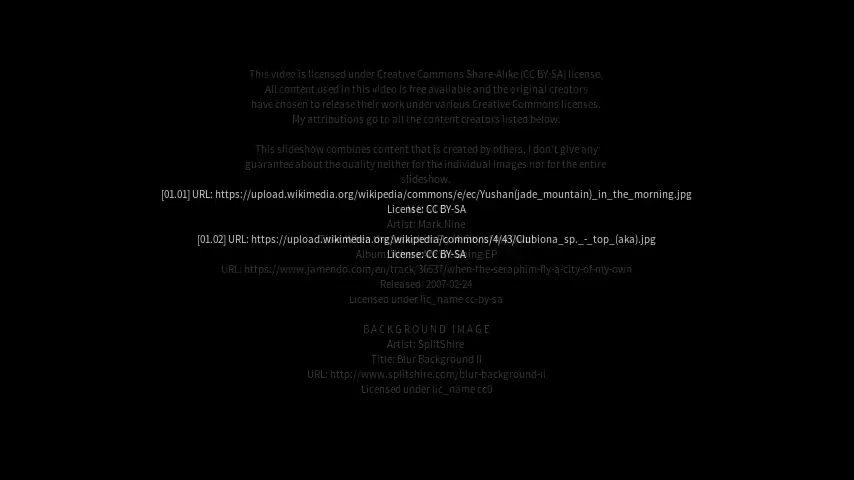 This video is licensed under Creative Commons Share-Alike (CC BY-SA) license.
All content used in this video is free available and the original creators
have chosen to release their work under various Creative Commons licenses.
My attributions go to all the content creators listed below.
This slideshow combines content that is created by others. I don't give any
guarantee about the quality neither for the individual images nor for the entire
slideshow.
[01.01] URL: https://upload.wikimedia.org/wikipedia/commons/e/ec/Yushan(jade_mountain)_in_the_morning.jpg
License: CC BY-SA
Artist: Mark.Nine
[01.02] URL: https://upload.wikimedia.org/wikipedia/commons/4/43/Clubiona_sp._-_top_(aka).jpg
License: CC BY-SA
Album: EP
URL: https://www.jamendo.com/en/track/36537/when-the-seraphim-fly-a-city-of-my-own
Released: 2007-02-24
Licensed under lic_name cc-by-sa
BACKGROUND IMAGE
Artist: SplitShire
Title: Blur Background II
URL: http://www.splitshire.com/blur-background-ii
Licensed under lic_name cc0